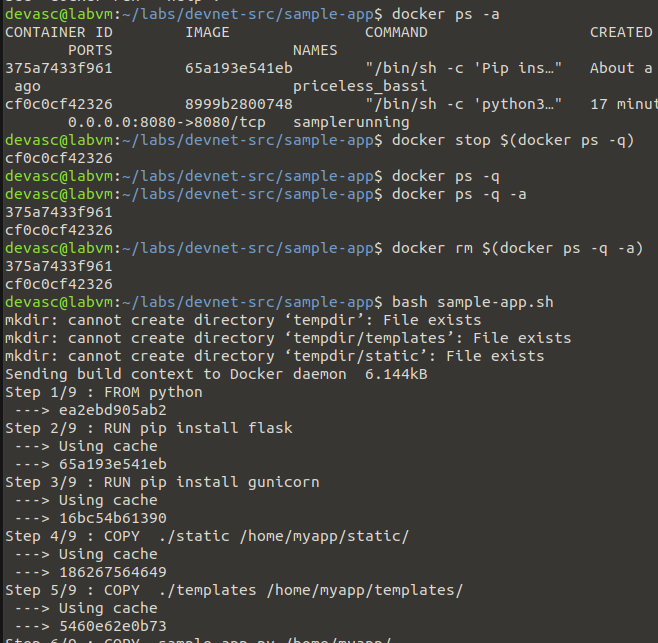 devasc@labvm:~/labs/devnet-src/sample-app$ docker ps -a
CONTAINER ID        IMAGE               COMMAND                  CREATED
       PORTS                    NAMES
375a7433f961        65a193e541eb        "/bin/sh -c 'Pip ins…"   About a
 ago                            priceless_bassi
cf0c0cf42326        8999b2800748        "/bin/sh -c 'python3…"   17 minut
       0.0.0.0:8080->8080/tcp   samplerunning
devasc@labvm:~/labs/devnet-src/sample-app$ docker stop $(docker ps -q)
cf0c0cf42326
devasc@labvm:~/labs/devnet-src/sample-app$ docker ps -q
devasc@labvm:~/labs/devnet-src/sample-app$ docker ps -q -a
375a7433f961
cf0c0cf42326
devasc@labvm:~/labs/devnet-src/sample-app$ docker rm $(docker ps -q -a)
375a7433f961
cf0c0cf42326
devasc@labvm:~/labs/devnet-src/sample-app$ bash sample-app.sh
mkdir: cannot create directory ‘tempdir’: File exists
mkdir: cannot create directory ‘tempdir/templates’: File exists
mkdir: cannot create directory ‘tempdir/static’: File exists
Sending build context to Docker daemon  6.144kB
Step 1/9 : FROM python
 ---> ea2ebd905ab2
Step 2/9 : RUN pip install flask
 ---> Using cache
 ---> 65a193e541eb
Step 3/9 : RUN pip install gunicorn
 ---> Using cache
 ---> 16bc54b61390
Step 4/9 : COPY  ./static /home/myapp/static/
 ---> Using cache
 ---> 186267564649
Step 5/9 : COPY  ./templates /home/myapp/templates/
 ---> Using cache
 ---> 5460e62e0b73
Step 6/9 : COPY  sample_app.py /home/myapp/